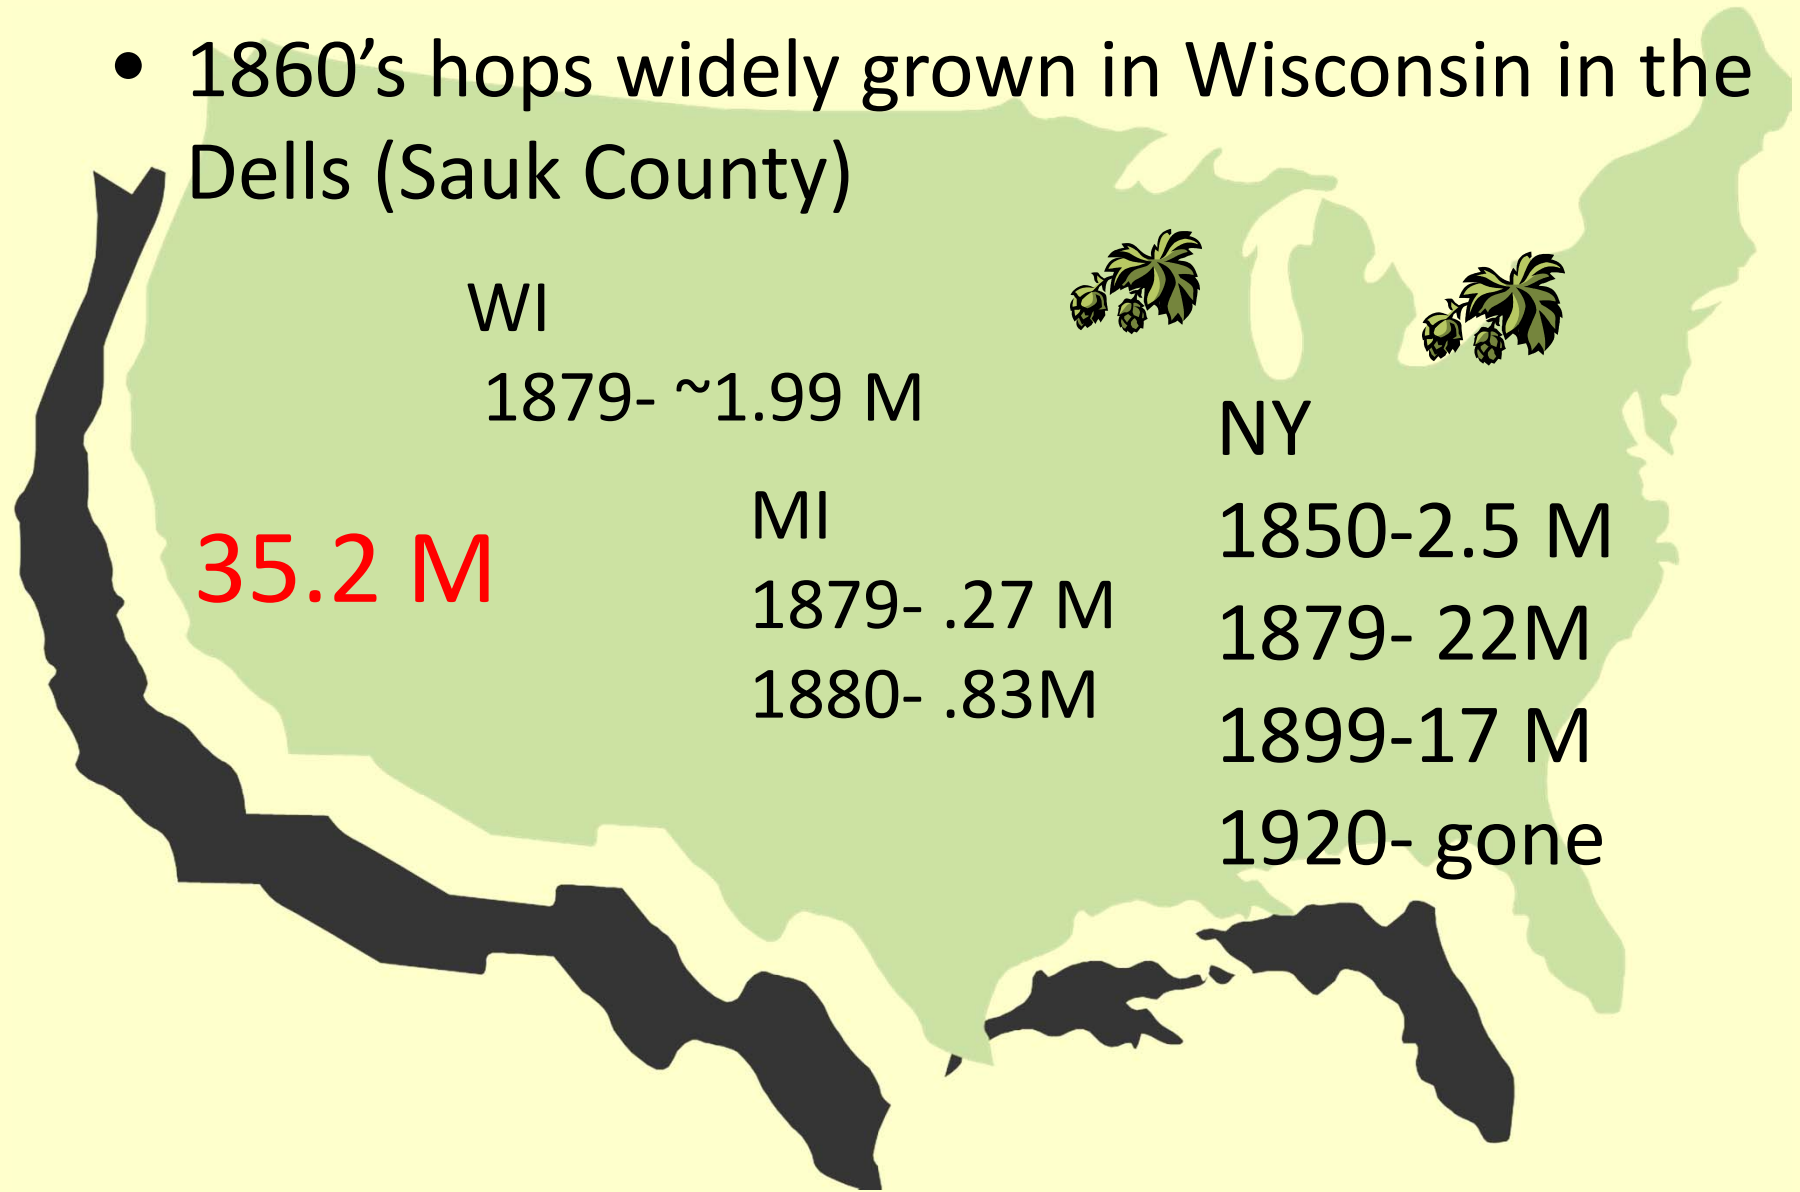 • 1860’s hops widely grown in Wisconsin in the
Dells (Sauk County)
WI
1879- ~1.99 M
35.2 M
MI
1879- .27 M
1880- .83M
NY
1850-2.5 M
1879- 22M
1899-17 M
1920- gone